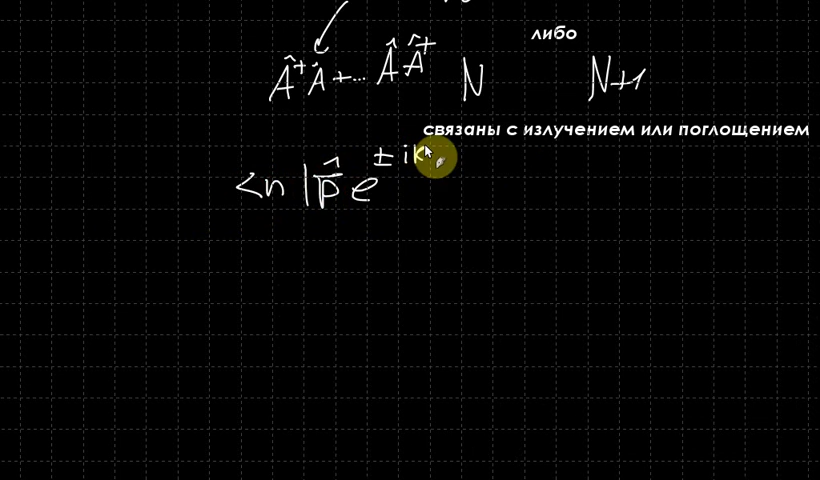 либо
Â⁺Â+... ÂÂ⁺ N N+1
связаны с излучением или поглощением
<n|p̂ e^{± ik